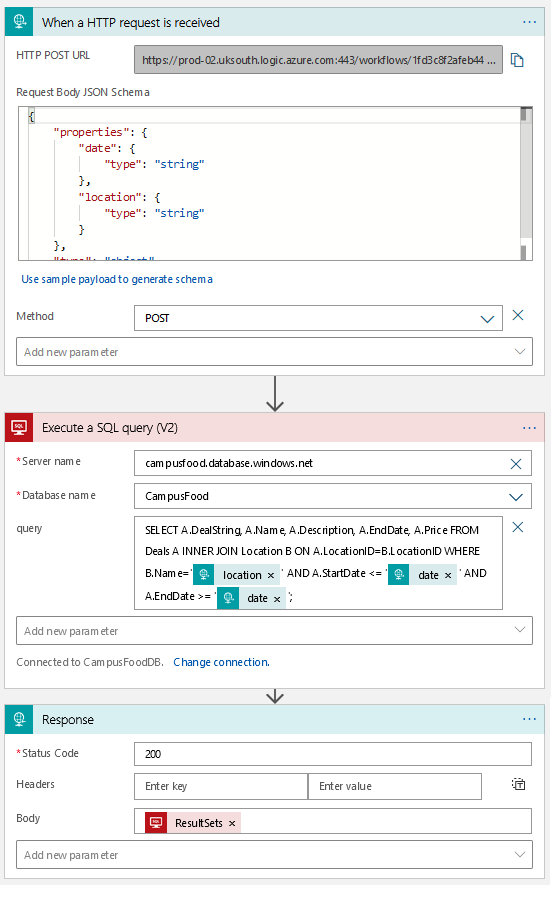 When a HTTP request is received ...
HTTP POST URL https://prod-02.uksouth.logic.azure.com:443/workflows/1fd3c8f2afeb44 ...
Request Body JSON Schema
{
"properties": {
"date": {
"type": "string"
},
"location": {
"type": "string"
}
},
"type": "object"
Use sample payload to generate schema
Method POST
Add new parameter
SQL Execute a SQL query (V2) ...
*Server name campusfood.database.windows.net
*Database name CampusFood
query SELECT A.DealString, A.Name, A.Description, A.EndDate, A.Price FROM
Deals A INNER JOIN Location B ON A.LocationID=B.LocationID WHERE
B.Name=' location × ' AND A.StartDate <= ' date × ' AND
A.EndDate >= ' date × ';
Add new parameter
Connected to CampusFoodDB. Change connection.
Response ...
*Status Code 200
Headers Enter key Enter value
Body ResultSets ×
Add new parameter